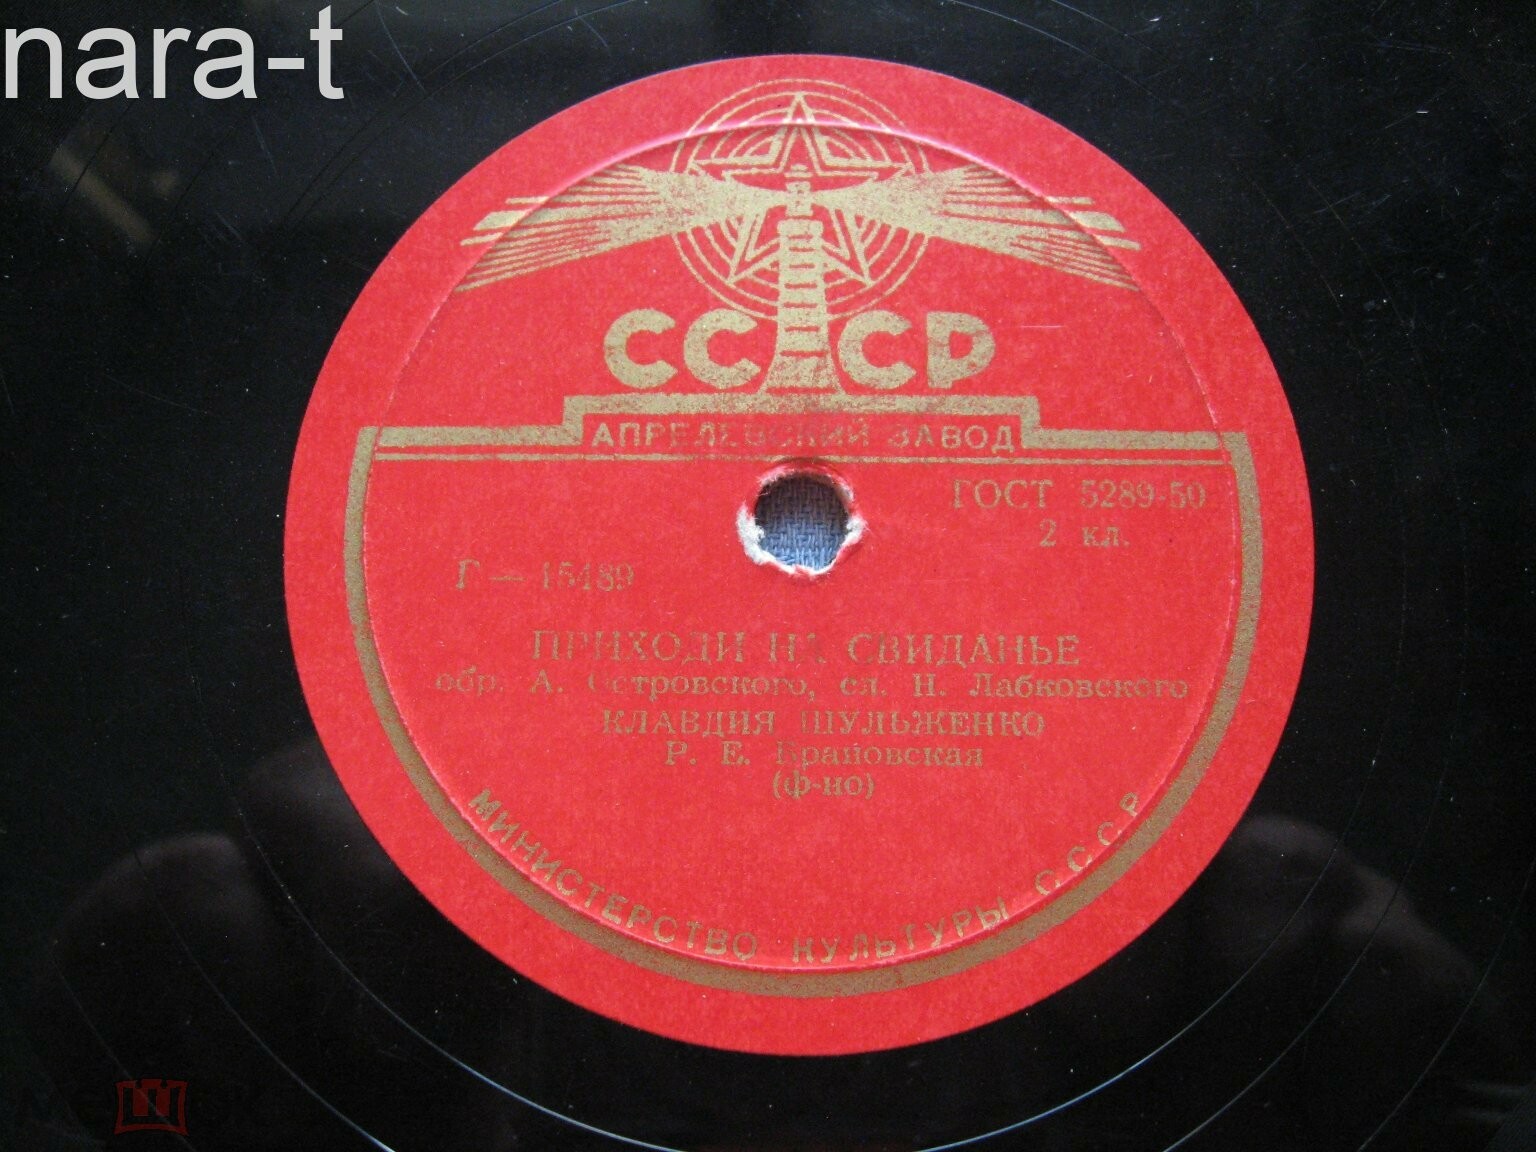 nara-t
СССР
АПРЕЛЕВСКИЙ ЗАВОД
ГОСТ 5289-50
2 кл.
Г — 15489
ПРИХОДИ НА СВИДАНЬЕ
обр. А. Островского, сл. Н. Лабковского
КЛАВДИЯ ШУЛЬЖЕНКО
Р. Е. Брановская
(ф-но)
МИНИСТЕРСТВО КУЛЬТУРЫ СССР
мешок